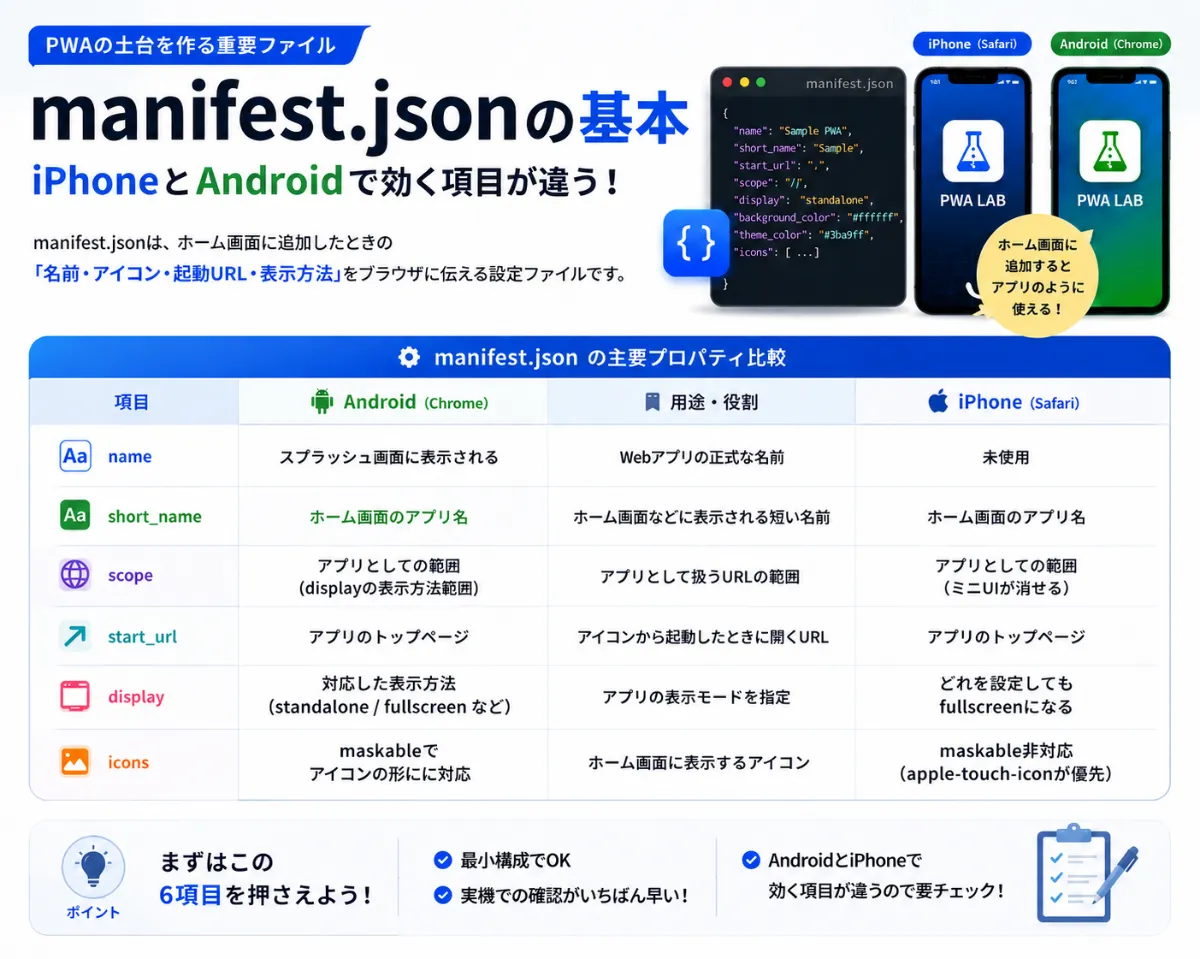 PWAの土台を作る重要ファイル
manifest.jsonの基本
iPhoneとAndroidで効く項目が違う!
manifest.jsonは、ホーム画面に追加したときの
「名前・アイコン・起動URL・表示方法」をブラウザに伝える設定ファイルです。
manifest.json
{
"name": "Sample PWA",
"short_name": "Sample",
"start_url": ".",
"scope": "/",
"display": "standalone",
"background_color": "#ffffff",
"theme_color": "#3ba9ff",
"icons": [ ...]
}
{ }
iPhone(Safari)
Android(Chrome)
PWA LAB
PWA LAB
ホーム画面に
追加すると
アプリのように
使える!
manifest.json の主要プロパティ比較
項目 Android(Chrome) 用途・役割 iPhone(Safari)
Aa name スプラッシュ画面に表示される Webアプリの正式な名前 未使用
Aa short_name ホーム画面のアプリ名 ホーム画面などに表示される短い名前 ホーム画面のアプリ名
scope アプリとしての範囲 アプリとして扱うURLの範囲 アプリとしての範囲
(displayの表示方法範囲) (ミニUIが消せる)
start_url アプリのトップページ アイコンから起動したときに開くURL アプリのトップページ
display 対応した表示方法 アプリの表示モードを指定 どれを設定しても
(standalone / fullscreen など) fullscreenになる
icons maskableで ホーム画面に表示するアイコン maskable非対応
アイコンの形にに対応 (apple-touch-iconが優先)
ポイント
まずはこの
6項目を押さえよう!
最小構成でOK
実機での確認がいちばん早い!
AndroidとiPhoneで
効く項目が違うので要チェック!